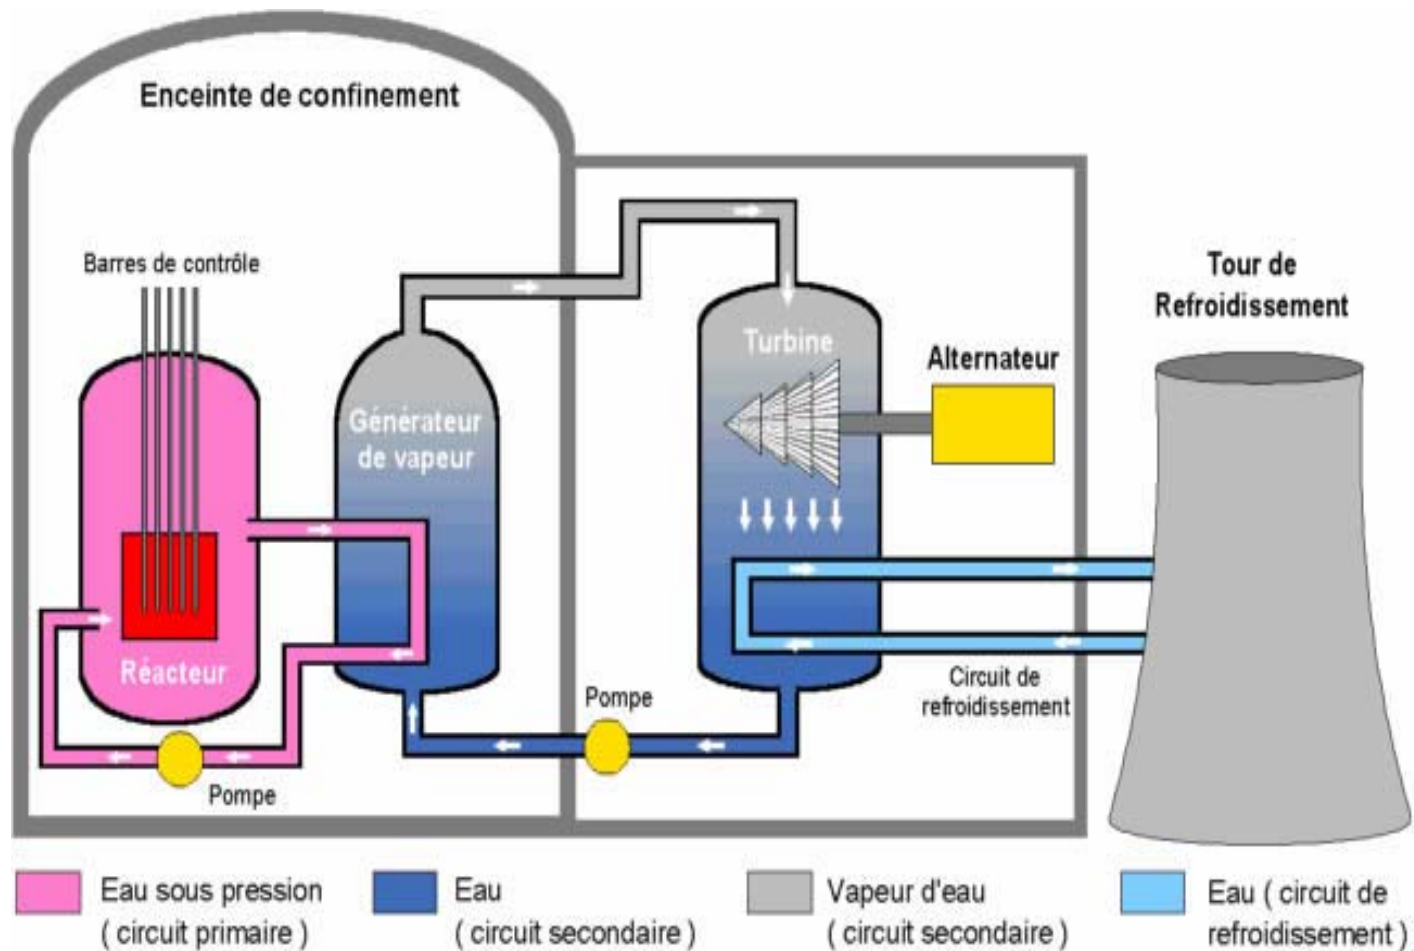 Enceinte de confinement
Barres de contrôle
Tour de
Refroidissement
Turbine
Alternateur
Générateur
de vapeur
Réacteur
Circuit de
refroidissement
Pompe
Pompe
Eau sous pression
( circuit primaire )
Eau
( circuit secondaire )
Vapeur d'eau
( circuit secondaire )
Eau ( circuit de
refroidissement )